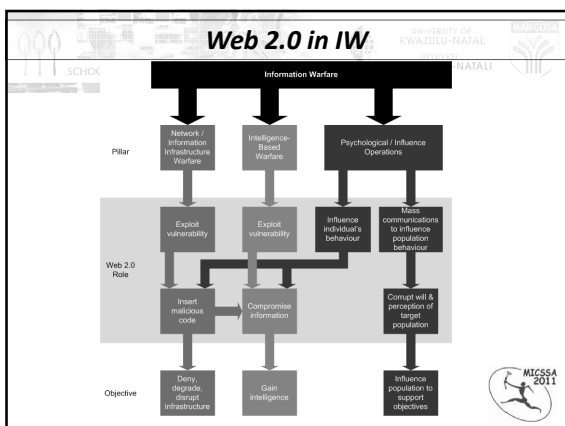 Web 2.0 in IW
UNIVERSITY OF
KWAZULU-NATAL
-NATALI
SCHOO
Information Warfare
Pillar
Network /
Information
Infrastructure
Warfare
Intelligence-
Based
Warfare
Psychological / Influence
Operations
Web 2.0
Role
Exploit
vulnerability
Exploit
vulnerability
Influence
individual's
behaviour
Mass
communications
to influence
population
behaviour
Insert
malicious
code
Compromise
information
Corrupt will &
perception of
target
population
Objective
Deny,
degrade,
disrupt
infrastructure
Gain
intelligence
Influence
population to
support
objectives
MICSSA
2011